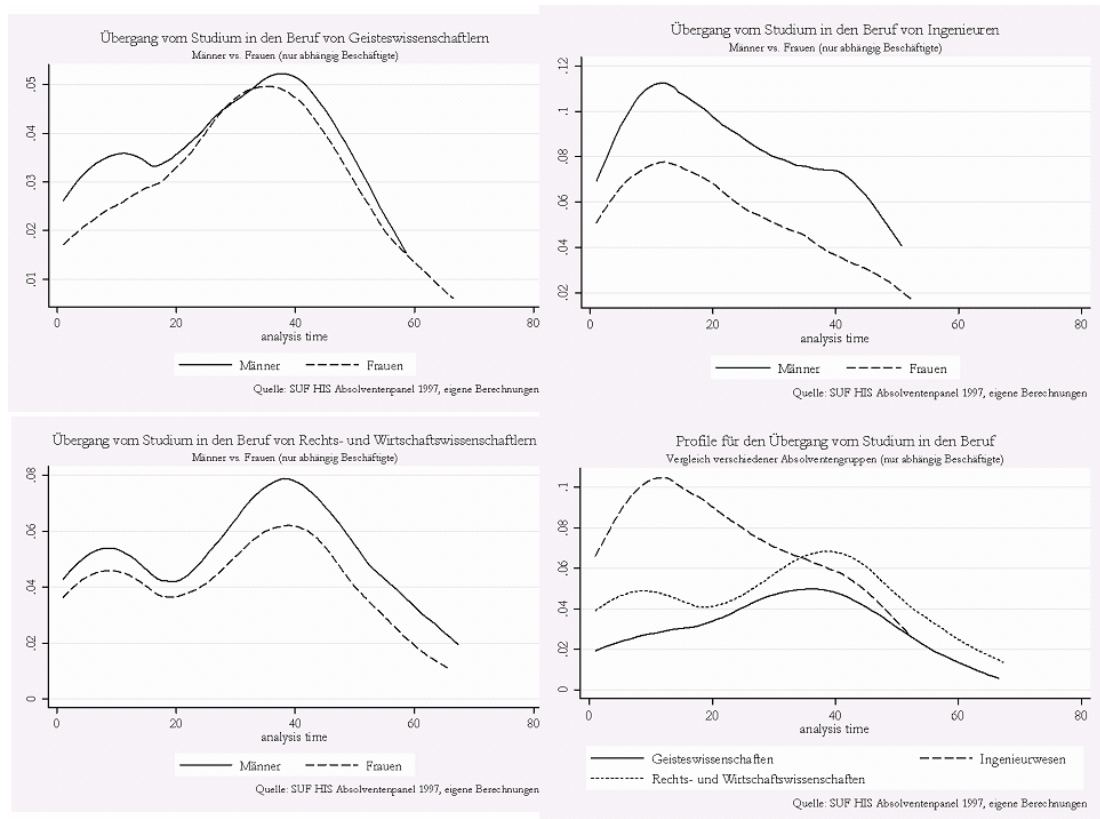 Übergang vom Studium in den Beruf von Geisteswissenschaftlern
Männer vs. Frauen (nur abhängig Beschäftigte)
.05
.04
.03
.02
.01
0 20 40 60 80
analysis time
Männer Frauen
Quelle: SUF HIS Absolventenpanel 1997, eigene Berechnungen
Übergang vom Studium in den Beruf von Ingenieuren
Männer vs. Frauen (nur abhängig Beschäftigte)
.12
.1
.08
.06
.04
.02
0 20 40 60 80
analysis time
Männer Frauen
Quelle: SUF HIS Absolventenpanel 1997, eigene Berechnungen
Übergang vom Studium in den Beruf von Rechts- und Wirtschaftswissenschaftlern
Männer vs. Frauen (nur abhängig Beschäftigte)
.08
.06
.04
.02
0
0 20 40 60 80
analysis time
Männer Frauen
Quelle: SUF HIS Absolventenpanel 1997, eigene Berechnungen
Profile für den Übergang vom Studium in den Beruf
Vergleich verschiedener Absolventengruppen (nur abhängig Beschäftigte)
.1
.08
.06
.04
.02
0
0 20 40 60 80
analysis time
Geisteswissenschaften Ingenieurwesen
Rechts- und Wirtschaftswissenschaften
Quelle: SUF HIS Absolventenpanel 1997, eigene Berechnungen